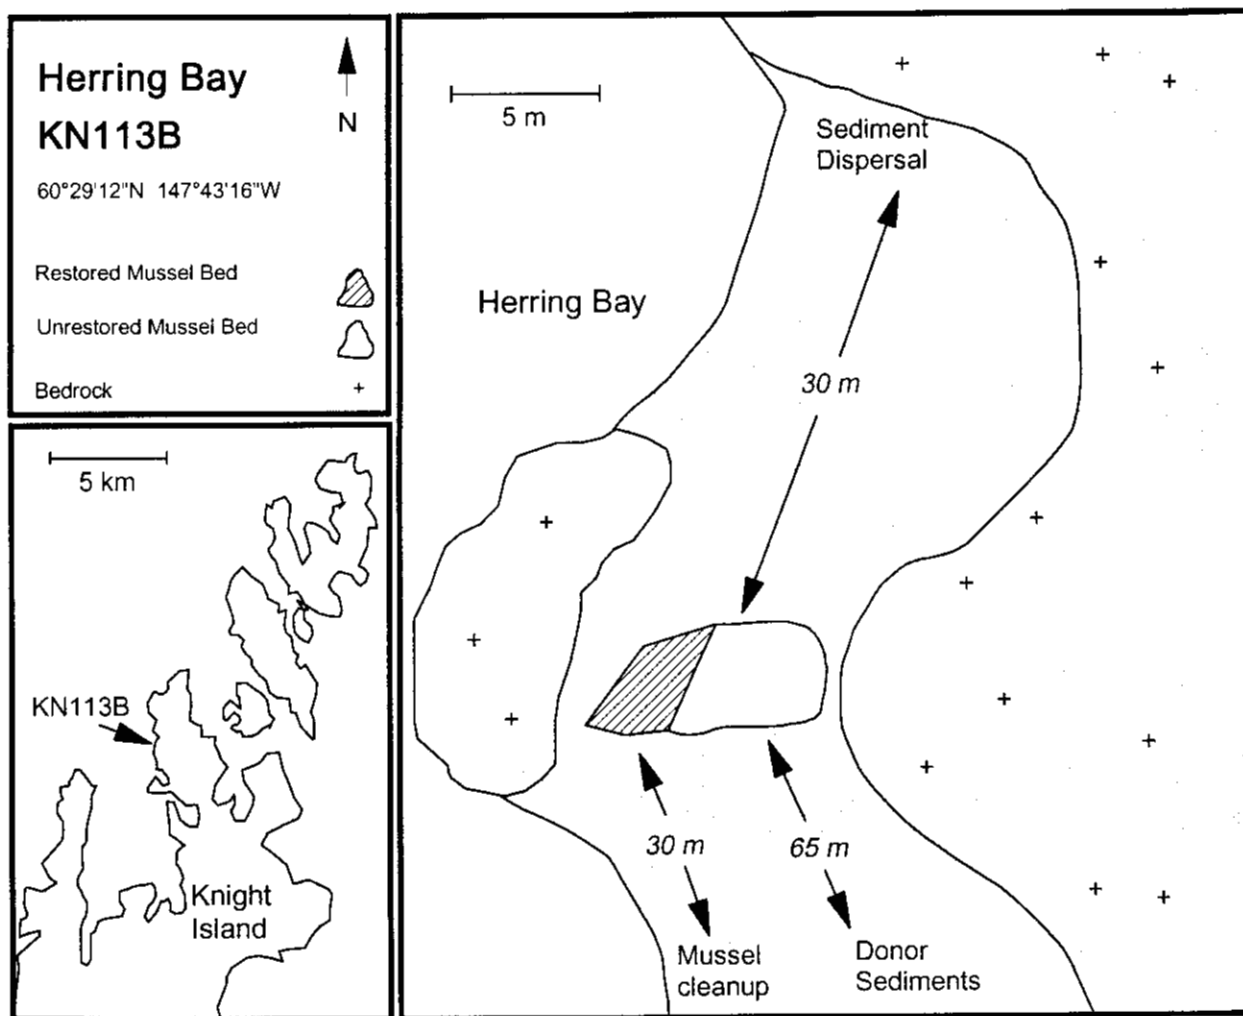 Herring Bay
KN113B
N
60°29'12"N 147°43'16"W
Restored Mussel Bed
Unrestored Mussel Bed
Bedrock +
5 km
KN113B
Knight
Island
5 m
Sediment
Dispersal
Herring Bay
30 m
30 m
65 m
Mussel
cleanup
Donor
Sediments